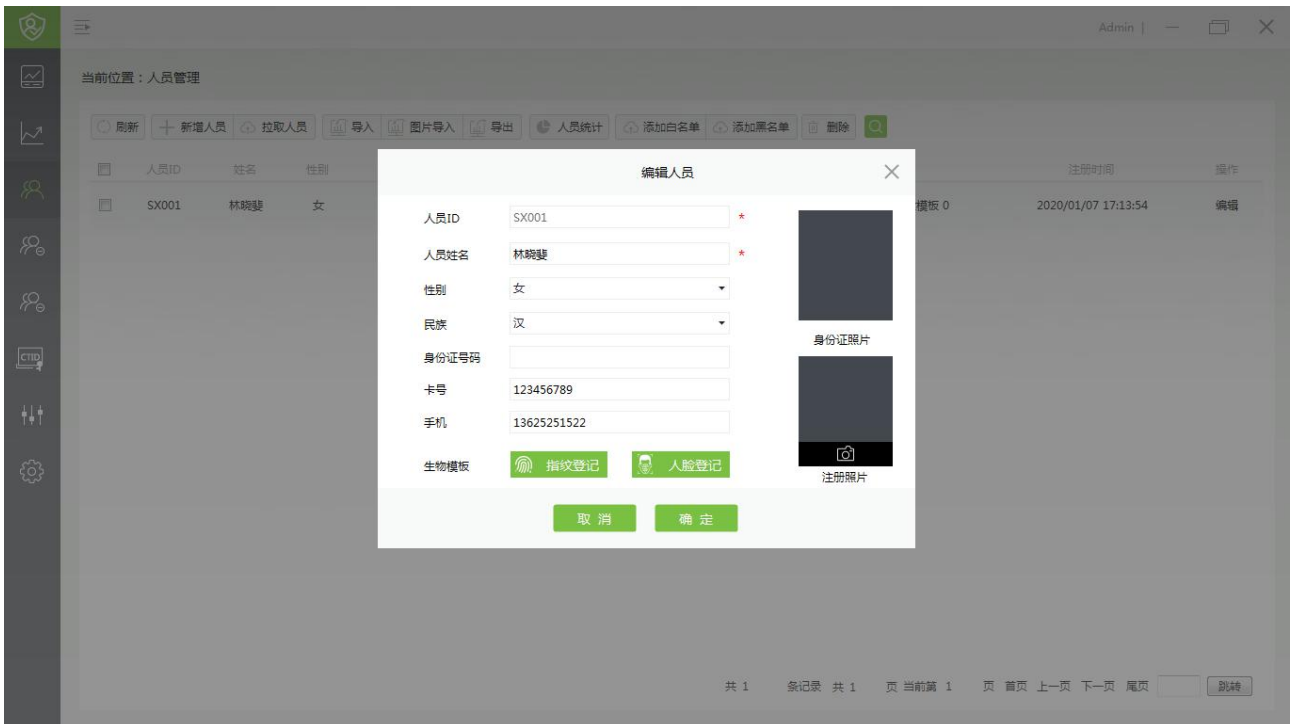 Admin |
当前位置：人员管理
刷新 新增人员 拉取人员 导入 图片导入 导出 人员统计 添加白名单 添加黑名单 删除
人员ID 姓名 性别 注册时间 操作
SX001 林晓斐 女 模板 0 2020/01/07 17:13:54 编辑
编辑人员
人员ID SX001 *
人员姓名 林晓斐 *
性别 女
民族 汉
身份证照片
身份证号码
卡号 123456789
手机 13625251522
生物模板 指纹登记 人脸登记
注册照片
取消 确定
CTID
共 1 条记录 共 1 页 当前第 1 页 首页 上一页 下一页 尾页 跳转